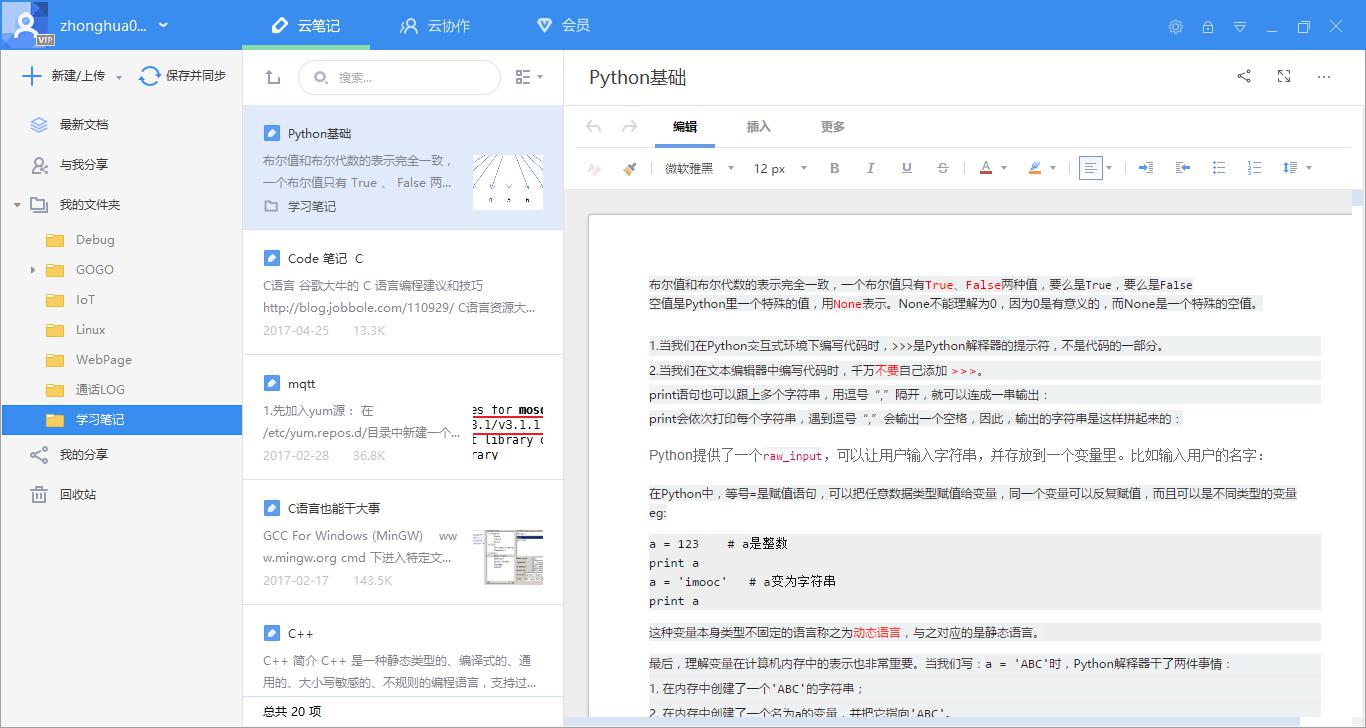 zhonghua0...
VIP
云笔记
云协作
会员
新建/上传
保存并同步
最新文档
与我分享
我的文件夹
Debug
GOGO
IoT
Linux
WebPage
通话LOG
学习笔记
我的分享
回收站
搜索...
Python基础
布尔值和布尔代数的表示完全一致，
一个布尔值只有 True 、 False 两...
学习笔记
Code 笔记 C
C语言 谷歌大牛的 C 语言编程建议和技巧
http://blog.jobbole.com/110929/ C语言资源大...
2017-04-25 13.3K
mqtt
1.先加入yum源： 在
/etc/yum.repos.d/目录中新建一个...
2017-02-28 36.8K
es for mosq
3.1/v3.1.1
t library
rary
C语言也能干大事
GCC For Windows (MinGW) ww
w.mingw.org cmd 下进入特定文...
2017-02-17 143.5K
C++
C++ 简介 C++ 是一种静态类型的、编译式的、通
用的、大小写敏感的、不规则的编程语言，支持过...
总共 20 项
Python基础
编辑
插入
更多
微软雅黑
12 px
B
I
U
S
A
布尔值和布尔代数的表示完全一致，一个布尔值只有True、False两种值，要么是True，要么是False
空值是Python里一个特殊的值，用None表示。None不能理解为0，因为0是有意义的，而None是一个特殊的空值。
1.当我们在Python交互式环境下编写代码时，>>>是Python解释器的提示符，不是代码的一部分。
2.当我们在文本编辑器中编写代码时，千万不要自己添加 >>>。
print语句也可以跟上多个字符串，用逗号“,”隔开，就可以连成一串输出：
print会依次打印每个字符串，遇到逗号“,”会输出一个空格，因此，输出的字符串是这样拼起来的：
Python提供了一个raw_input，可以让用户输入字符串，并存放到一个变量里。比如输入用户的名字：
在Python中，等号=是赋值语句，可以把任意数据类型赋值给变量，同一个变量可以反复赋值，而且可以是不同类型的变量
eg:
a = 123 # a是整数
print a
a = 'imooc' # a变为字符串
print a
这种变量本身类型不固定的语言称之为动态语言，与之对应的是静态语言。
最后，理解变量在计算机内存中的表示也非常重要。当我们写：a = 'ABC'时，Python解释器干了两件事情：
1. 在内存中创建了一个'ABC'的字符串；
2. 在内存中创建了一个名为a的变量，并把它指向'ABC'。